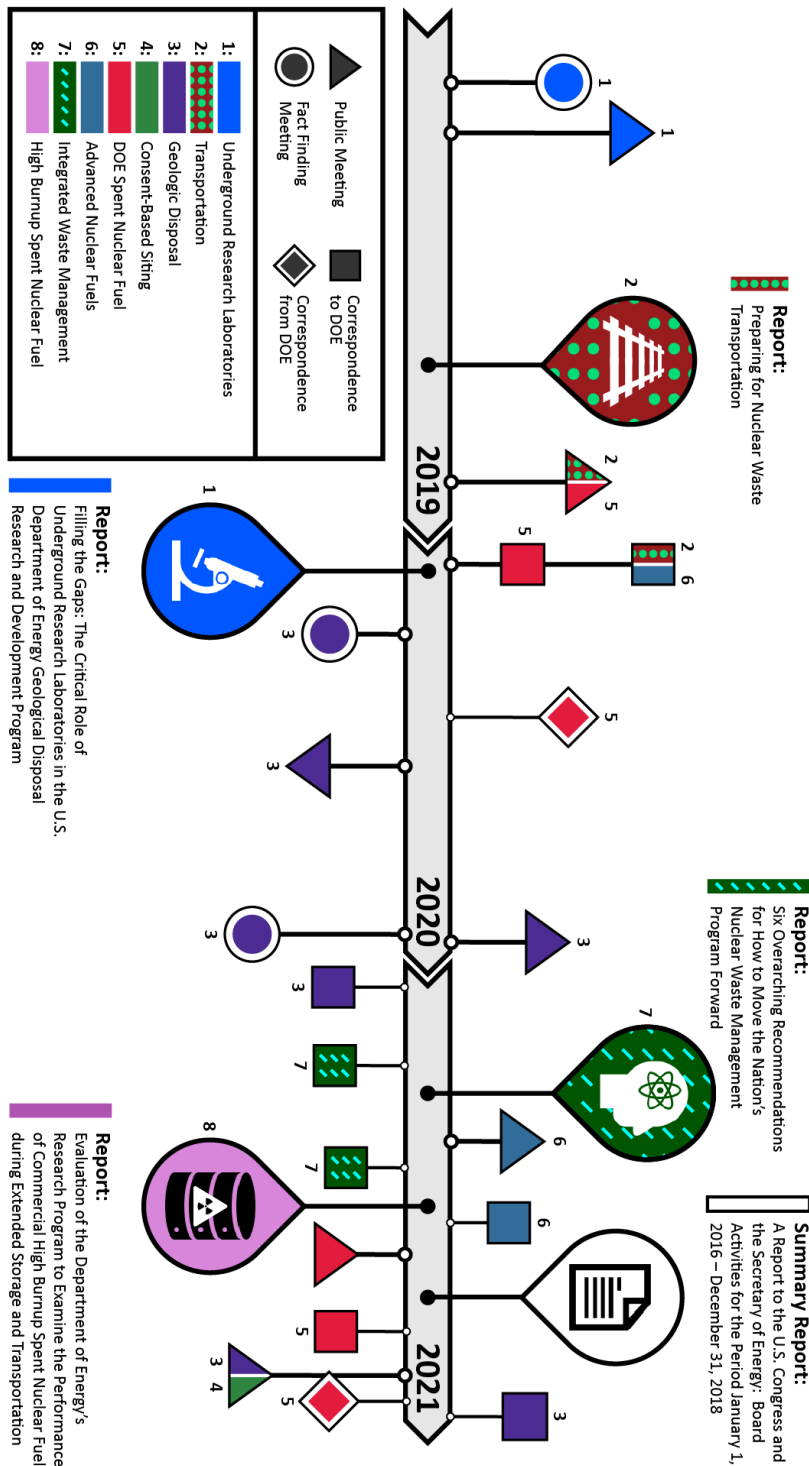 Report:
Preparing for Nuclear Waste
Transportation
Report:
Six Overarching Recommendations
for How to Move the Nation's
Nuclear Waste Management
Program Forward
Summary Report:
A Report to the U.S. Congress and
the Secretary of Energy: Board
Activities for the Period January 1,
2016 – December 31, 2018
1
1
2
2 5
2 6
5
5
3
7
6
6
3
2019
2020
2021
1
3
3
3
3
7
7
8
5
3 4
5
Public Meeting
Correspondence
to DOE
Fact Finding
Meeting
Correspondence
from DOE
1: Underground Research Laboratories
2: Transportation
3: Geologic Disposal
4: Consent-Based Siting
5: DOE Spent Nuclear Fuel
6: Advanced Nuclear Fuels
7: Integrated Waste Management
8: High Burnup Spent Nuclear Fuel
Report:
Filling the Gaps: The Critical Role of
Underground Research Laboratories in the U.S.
Department of Energy Geological Disposal
Research and Development Program
Report:
Evaluation of the Department of Energy's
Research Program to Examine the Performance
of Commercial High Burnup Spent Nuclear Fuel
during Extended Storage and Transportation